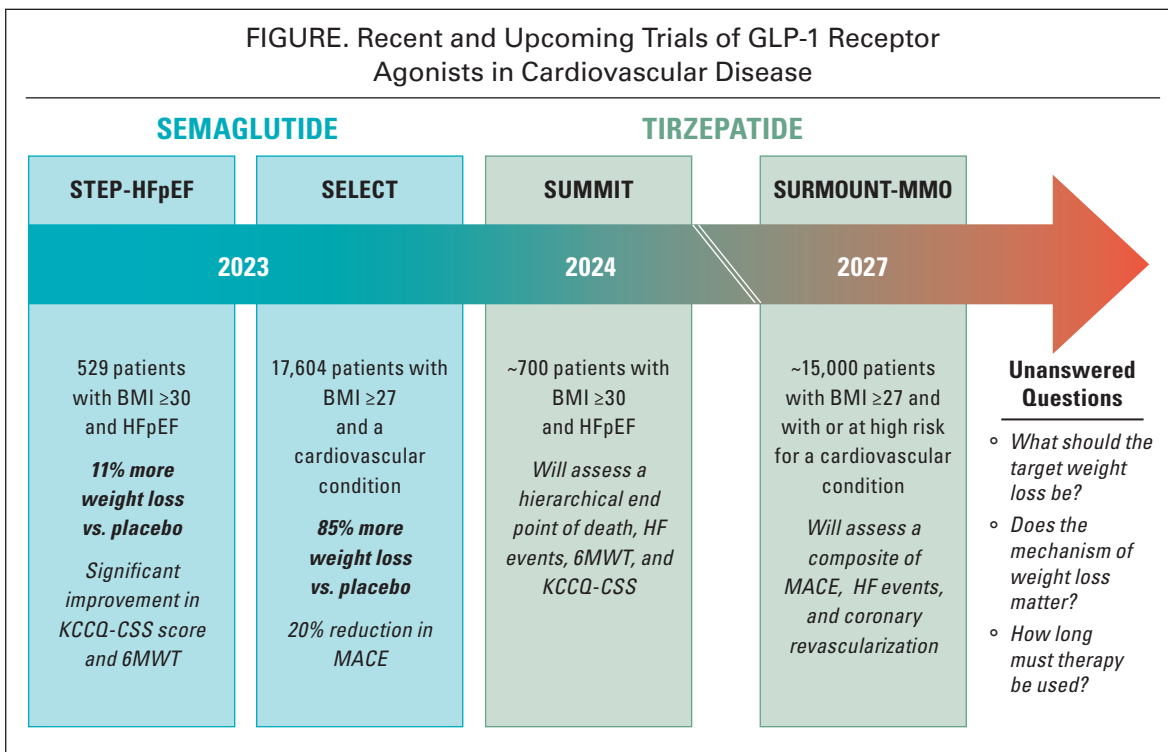 FIGURE. Recent and Upcoming Trials of GLP-1 Receptor
Agonists in Cardiovascular Disease
SEMAGLUTIDE
TIRZEPATIDE
STEP-HFpEF
SELECT
SUMMIT
SURMOUNT-MMO
2023
2024
2027
529 patients
with BMI ≥30
and HFpEF
11% more
weight loss
vs. placebo
Significant
improvement in
KCCQ-CSS score
and 6MWT
17,604 patients with
BMI ≥27
and a
cardiovascular
condition
85% more
weight loss
vs. placebo
20% reduction in
MACE
~700 patients with
BMI ≥30
and HFpEF
Will assess a
hierarchical end
point of death, HF
events, 6MWT, and
KCCQ-CSS
~15,000 patients
with BMI ≥27 and
with or at high risk
for a cardiovascular
condition
Will assess a
composite of
MACE, HF events,
and coronary
revascularization
Unanswered
Questions
° What should the
target weight
loss be?
° Does the
mechanism of
weight loss
matter?
° How long
must therapy
be used?